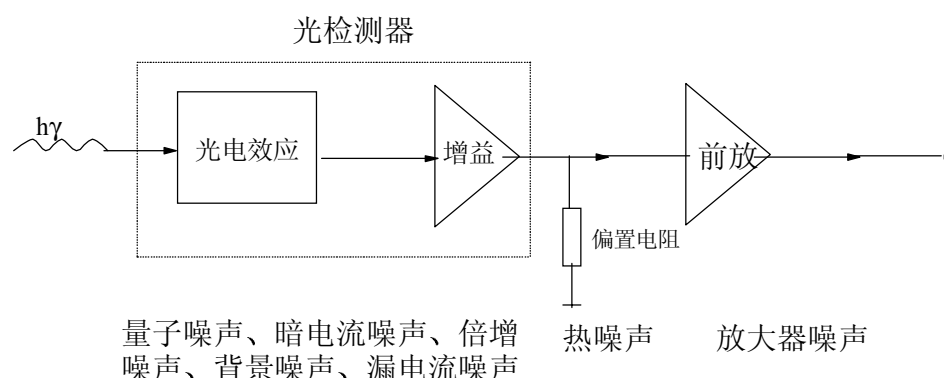 光检测器
hγ
光电效应
增益
前放
偏置电阻
量子噪声、暗电流噪声、倍增
噪声、背景噪声、漏电流噪声
热噪声
放大器噪声